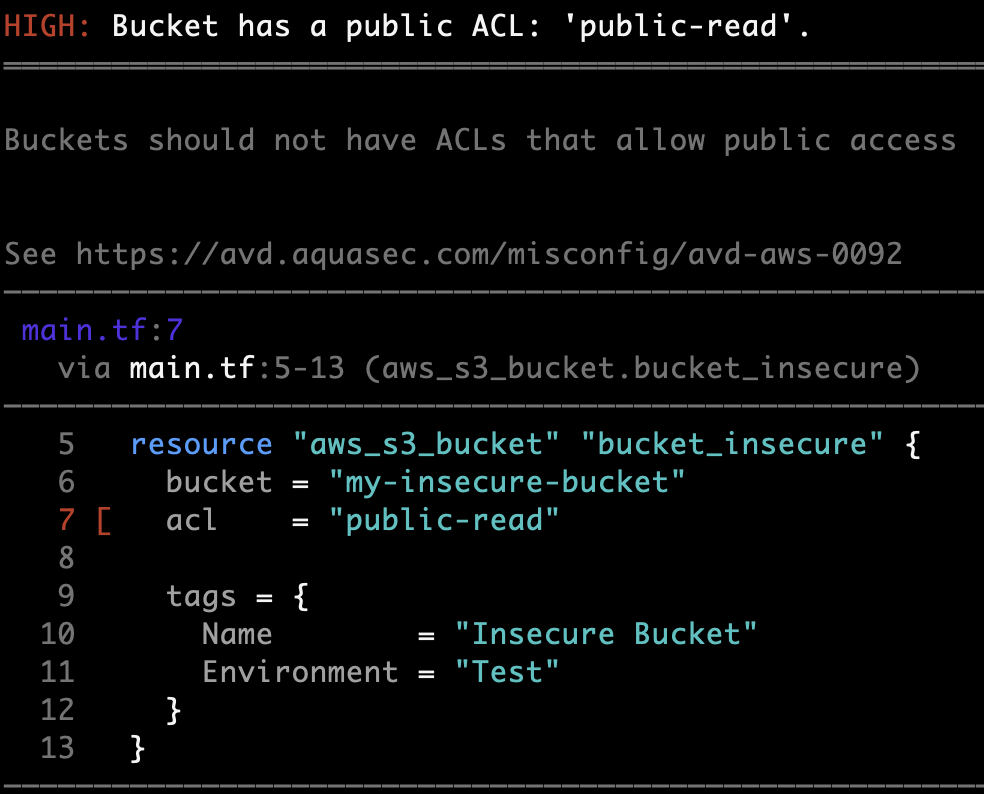 HIGH: Bucket has a public ACL: 'public-read'.
Buckets should not have ACLs that allow public access
See https://avd.aquasec.com/misconfig/avd-aws-0092
main.tf:7
via main.tf:5-13 (aws_s3_bucket.bucket_insecure)
5 resource "aws_s3_bucket" "bucket_insecure" {
6 bucket = "my-insecure-bucket"
7 [ acl = "public-read"
8
9 tags = {
10 Name = "Insecure Bucket"
11 Environment = "Test"
12 }
13 }